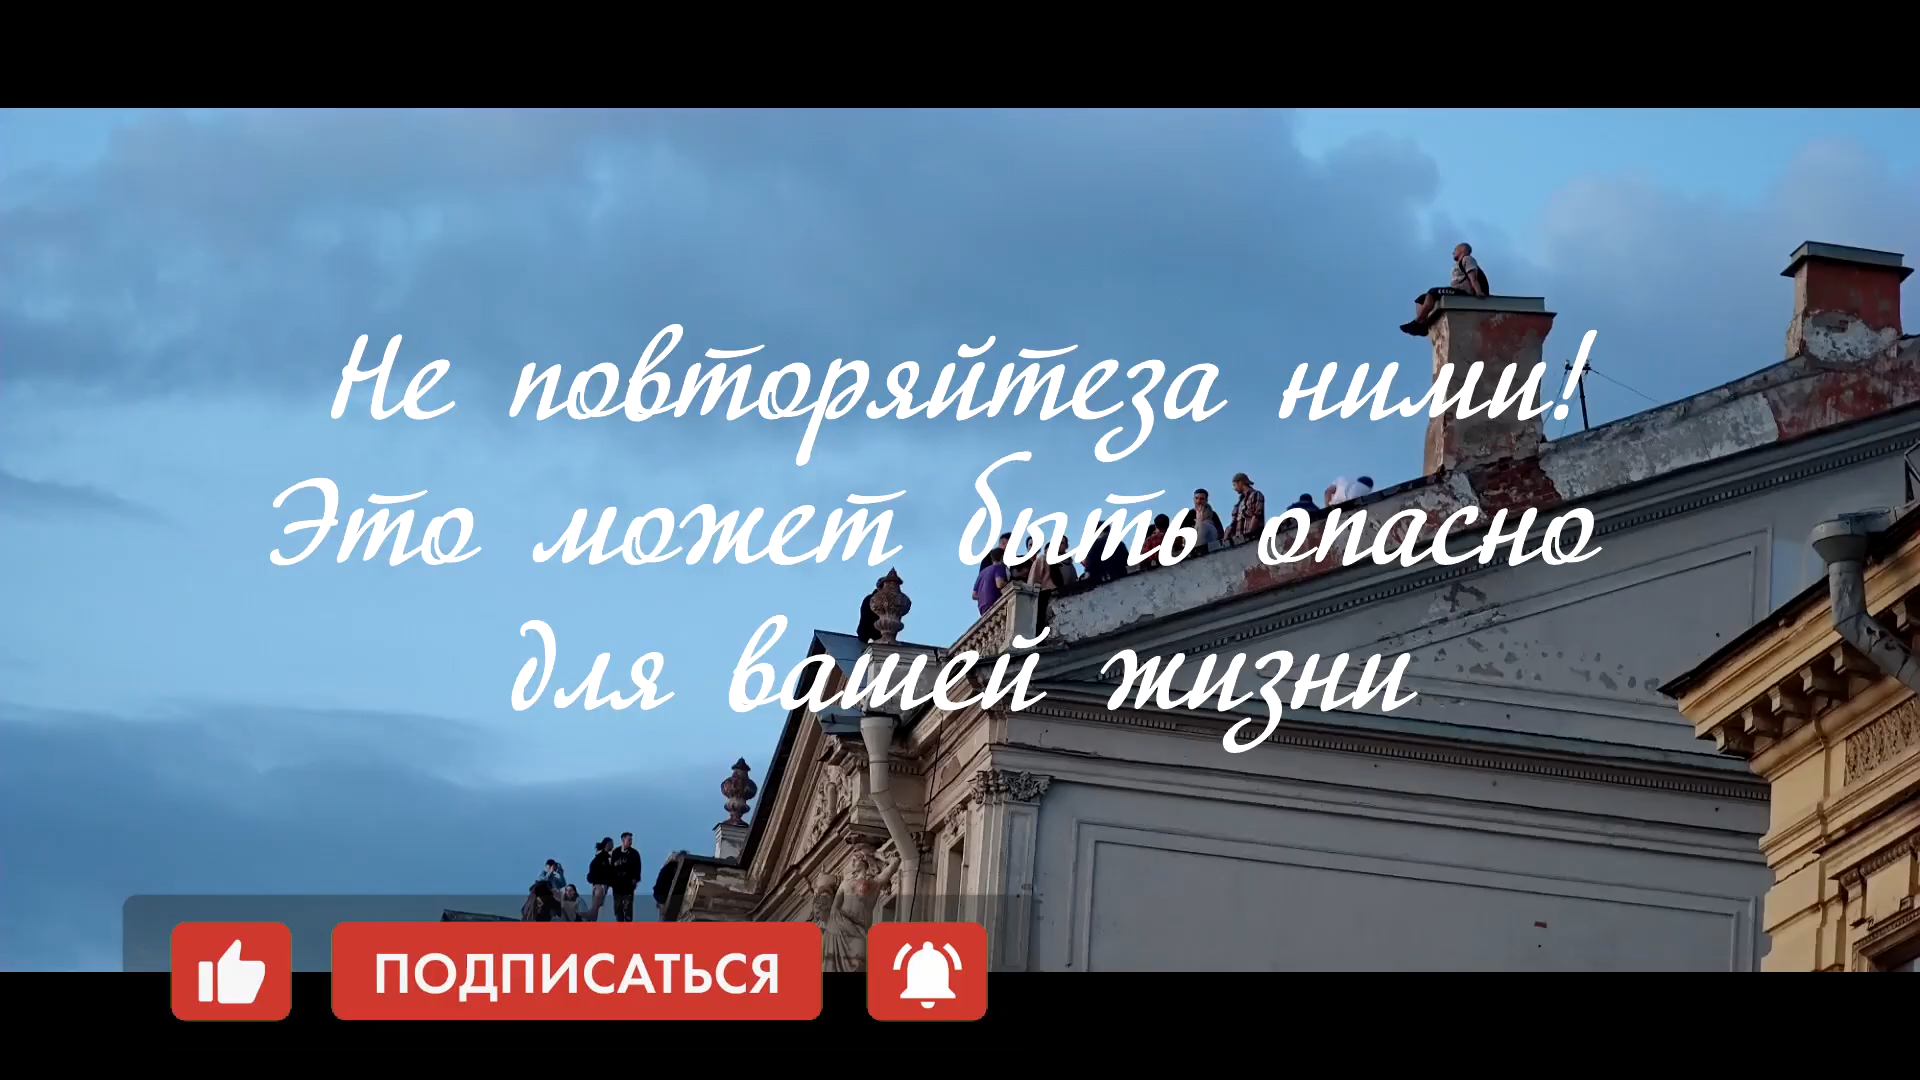 Не повторяйтеза ними!
Это может быть опасно
для вашей жизни
ПОДПИСАТЬСЯ